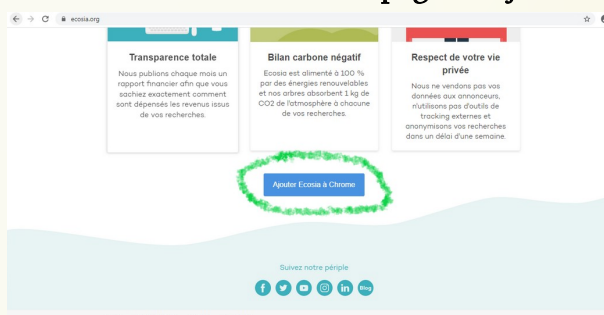 ecosia.org
Transparence totale
Nous publions chaque mois un
rapport financier afin que vous
sachiez exactement comment
sont dépensés les revenus issus
de vos recherches.
Bilan carbone négatif
Ecosia est alimenté à 100 %
par des énergies renouvelables
et nos arbres absorbent 1 kg de
CO2 de l'atmosphère à chacune
de vos recherches.
Respect de votre vie
privée
Nous ne vendons pas vos
données aux annonceurs,
n'utilisons pas d'outils de
tracking externes et
anonymisons vos recherches
dans un délai d'une semaine.
Ajouter Ecosia à Chrome
Suivez notre périple
Blog